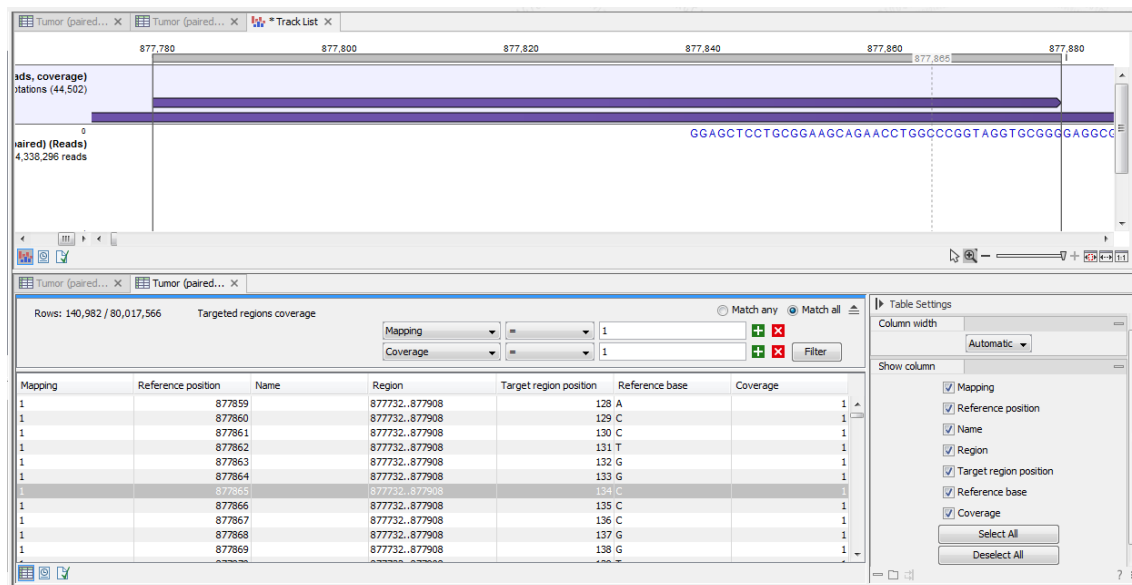 Tumor (paired... Tumor (paired... * Track List
877,780 877,800 877,820 877,840 877,860 877,880
877,865
ads, coverage)
otations (44,502)
0
GGAGCTCCTGCGGAAGCAGAACCTGGCCCGGTAGGTGCGGGGAGGCG
aired) (Reads)
4,338,296 reads
1:1
Tumor (paired... Tumor (paired...
Rows: 140,982 / 80,017,566 Targeted regions coverage Match any Match all
Mapping = 1
Coverage = 1 Filter
Mapping Reference position Name Region Target region position Reference base Coverage
1 877859 877732..877908 128 A 1
1 877860 877732..877908 129 C 1
1 877861 877732..877908 130 C 1
1 877862 877732..877908 131 T 1
1 877863 877732..877908 132 G 1
1 877864 877732..877908 133 G 1
1 877865 877732..877908 134 C 1
1 877866 877732..877908 135 C 1
1 877867 877732..877908 136 C 1
1 877868 877732..877908 137 G 1
1 877869 877732..877908 138 G 1
Table Settings
Column width
Automatic
Show column
Mapping
Reference position
Name
Region
Target region position
Reference base
Coverage
Select All
Deselect All
?